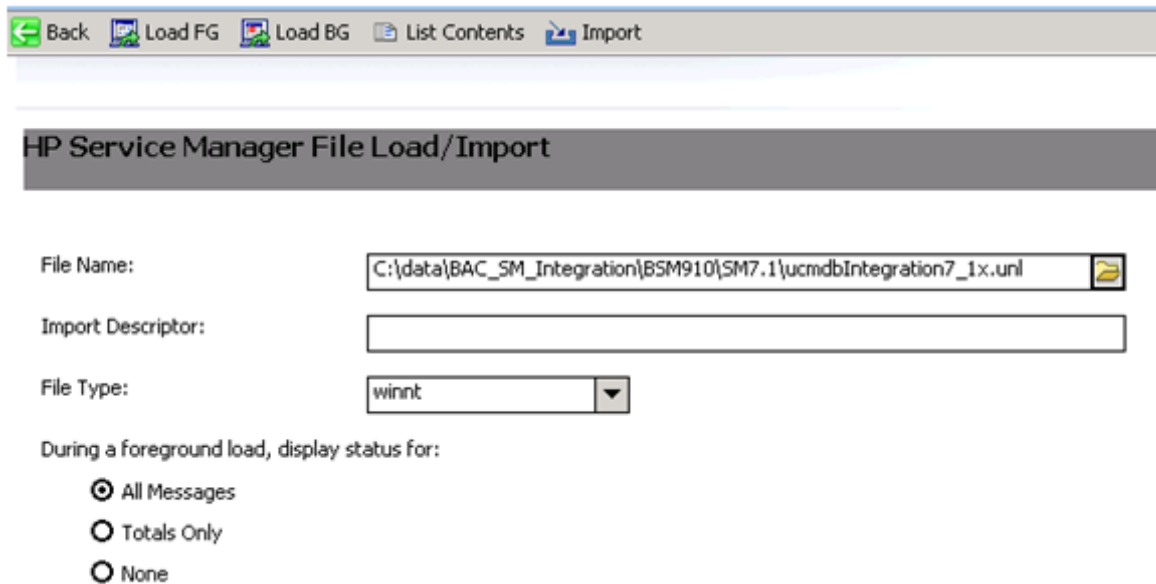 Back Load FG Load BG List Contents Import
HP Service Manager File Load/Import
File Name: C:\data\BAC_SM_Integration\BSM910\SM7.1\ucmdbIntegration7_1x.unl
Import Descriptor:
File Type: winnt
During a foreground load, display status for:
All Messages
Totals Only
None